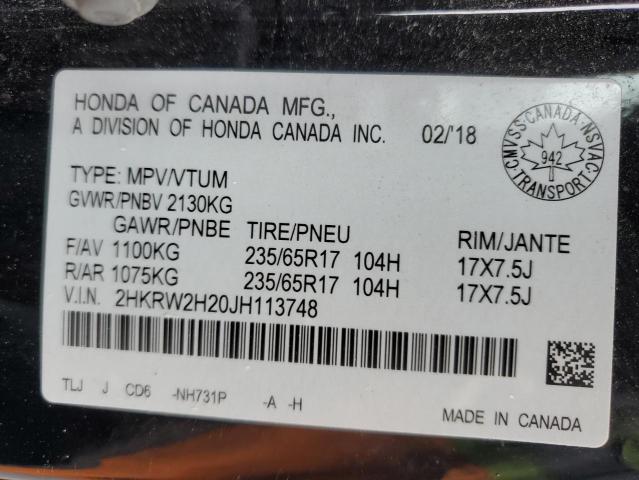 HONDA OF CANADA MFG.,
A DIVISION OF HONDA CANADA INC. 02/'18
CMVSS·CANADA·NSVAC·TRANSPORT·
942
TYPE: MPV/VTUM
GVWR/PNBV 2130KG
GAWR/PNBE TIRE/PNEU RIM/JANTE
F/AV 1100KG 235/65R17 104H 17X7.5J
R/AR 1075KG 235/65R17 104H 17X7.5J
V.I.N. 2HKRW2H20JH113748
TLJ J CD6 -NH731P -A -H
MADE IN CANADA